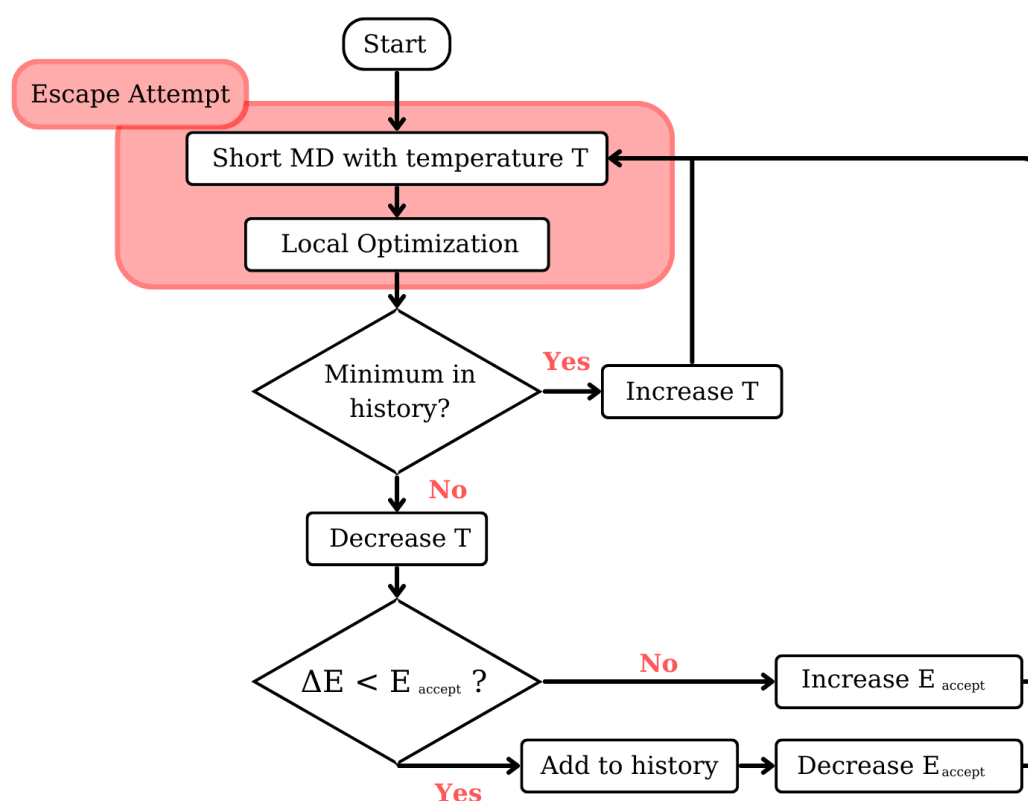 Start
Escape Attempt
Short MD with temperature T
Local Optimization
Minimum in
history?
Yes
Increase T
No
Decrease T
ΔE < E accept ?
No
Increase E accept
Yes
Add to history
Decrease E accept